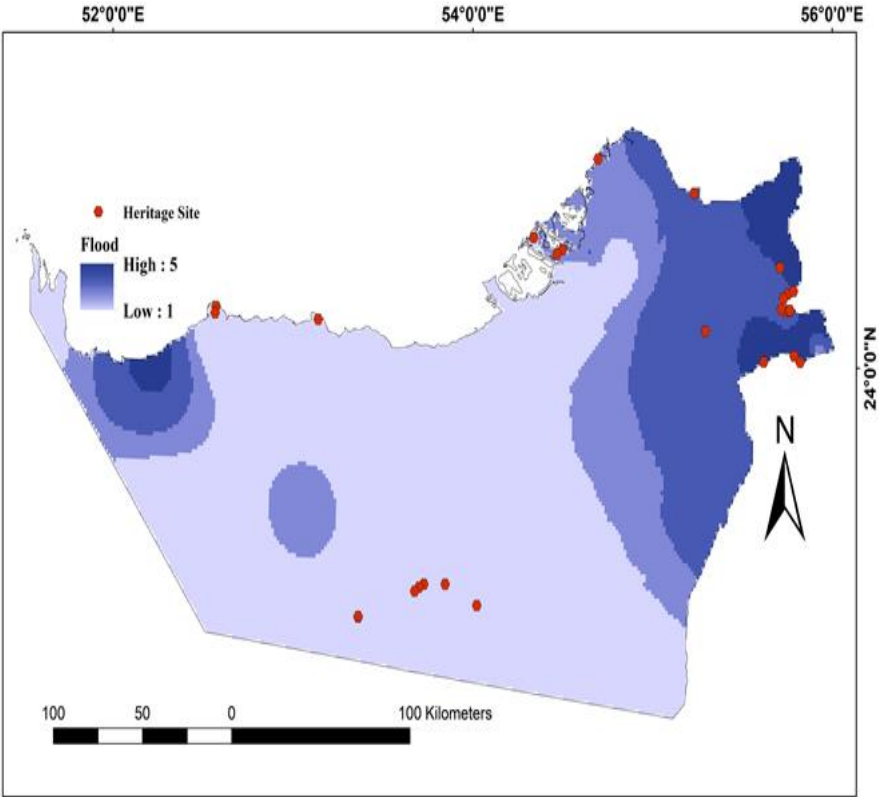 52°0'0"E 54°0'0"E 56°0'0"E
Heritage Site
Flood
High : 5
Low : 1
24°0'0"N
N
100 50 0 100 Kilometers